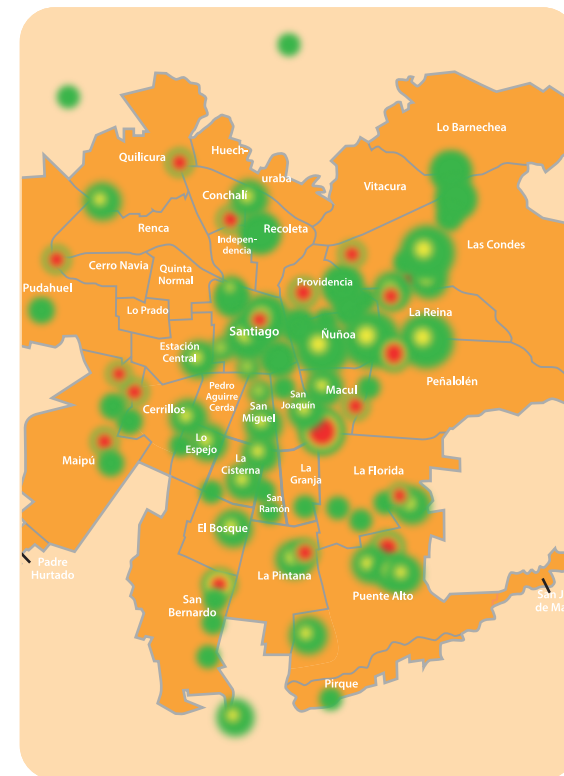 Lo Barnechea
Quilicura
Huech-
uraba
Vitacura
Conchalí
Renca
Indepen-
dencia
Recoleta
Las Condes
Cerro Navia
Quinta
Normal
Pudahuel
Providencia
Lo Prado
La Reina
Santiago
Ñuñoa
Estación
Central
Peñalolén
Pedro
Aguirre
Cerda
San
Joaquín
Macul
Cerrillos
San
Miguel
Lo
Espejo
Maipú
La
Cisterna
La
Granja
La Florida
San
Ramón
El Bosque
Padre
Hurtado
La Pintana
San
Bernardo
Puente Alto
San J
de Ma
Pirque